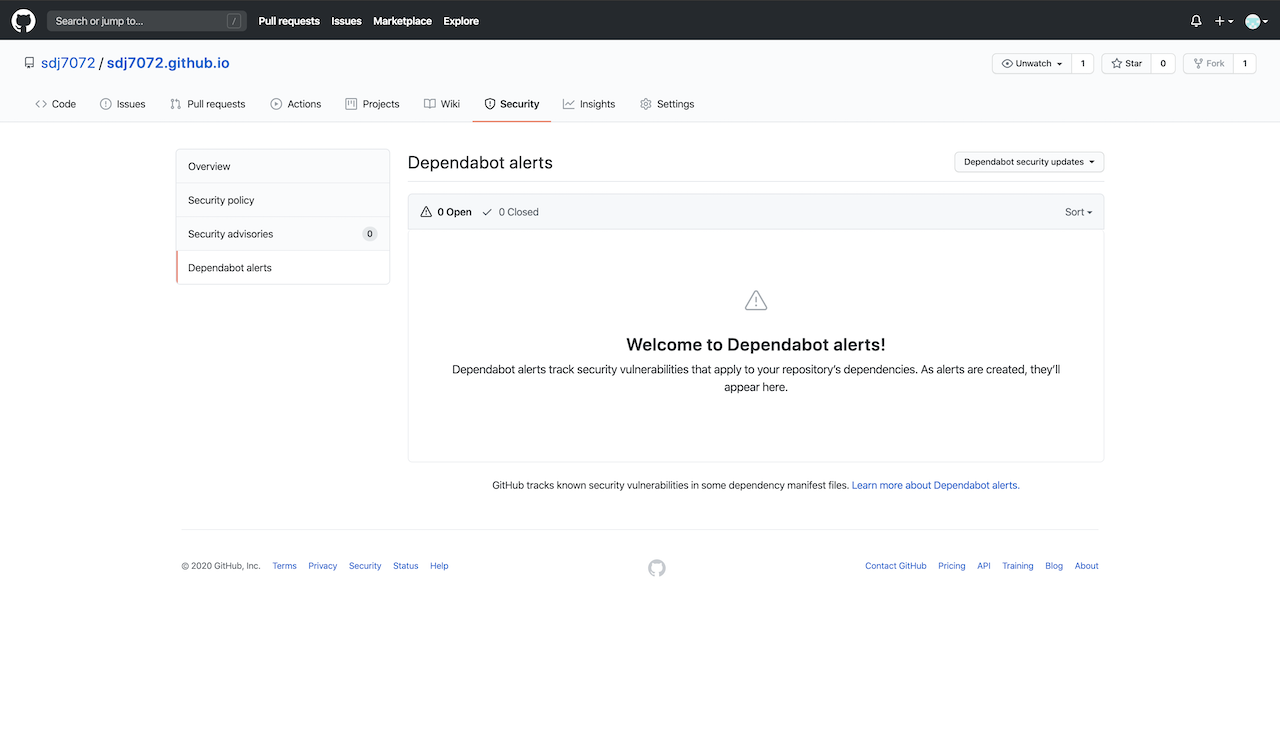 Search or jump to... /
Pull requests Issues Marketplace Explore
sdj7072 / sdj7072.github.io
Unwatch 1 Star 0 Fork 1
Code Issues Pull requests Actions Projects Wiki Security Insights Settings
Overview
Security policy
Security advisories 0
Dependabot alerts
Dependabot alerts
Dependabot security updates
0 Open 0 Closed
Sort
Welcome to Dependabot alerts!
Dependabot alerts track security vulnerabilities that apply to your repository’s dependencies. As alerts are created, they’ll
appear here.
GitHub tracks known security vulnerabilities in some dependency manifest files. Learn more about Dependabot alerts.
© 2020 GitHub, Inc. Terms Privacy Security Status Help
Contact GitHub Pricing API Training Blog About